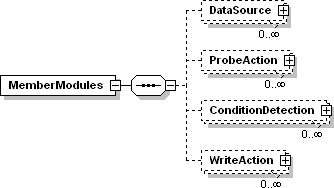 DataSource
0..∞
ProbeAction
0..∞
MemberModules
ConditionDetection
0..∞
WriteAction
0..∞